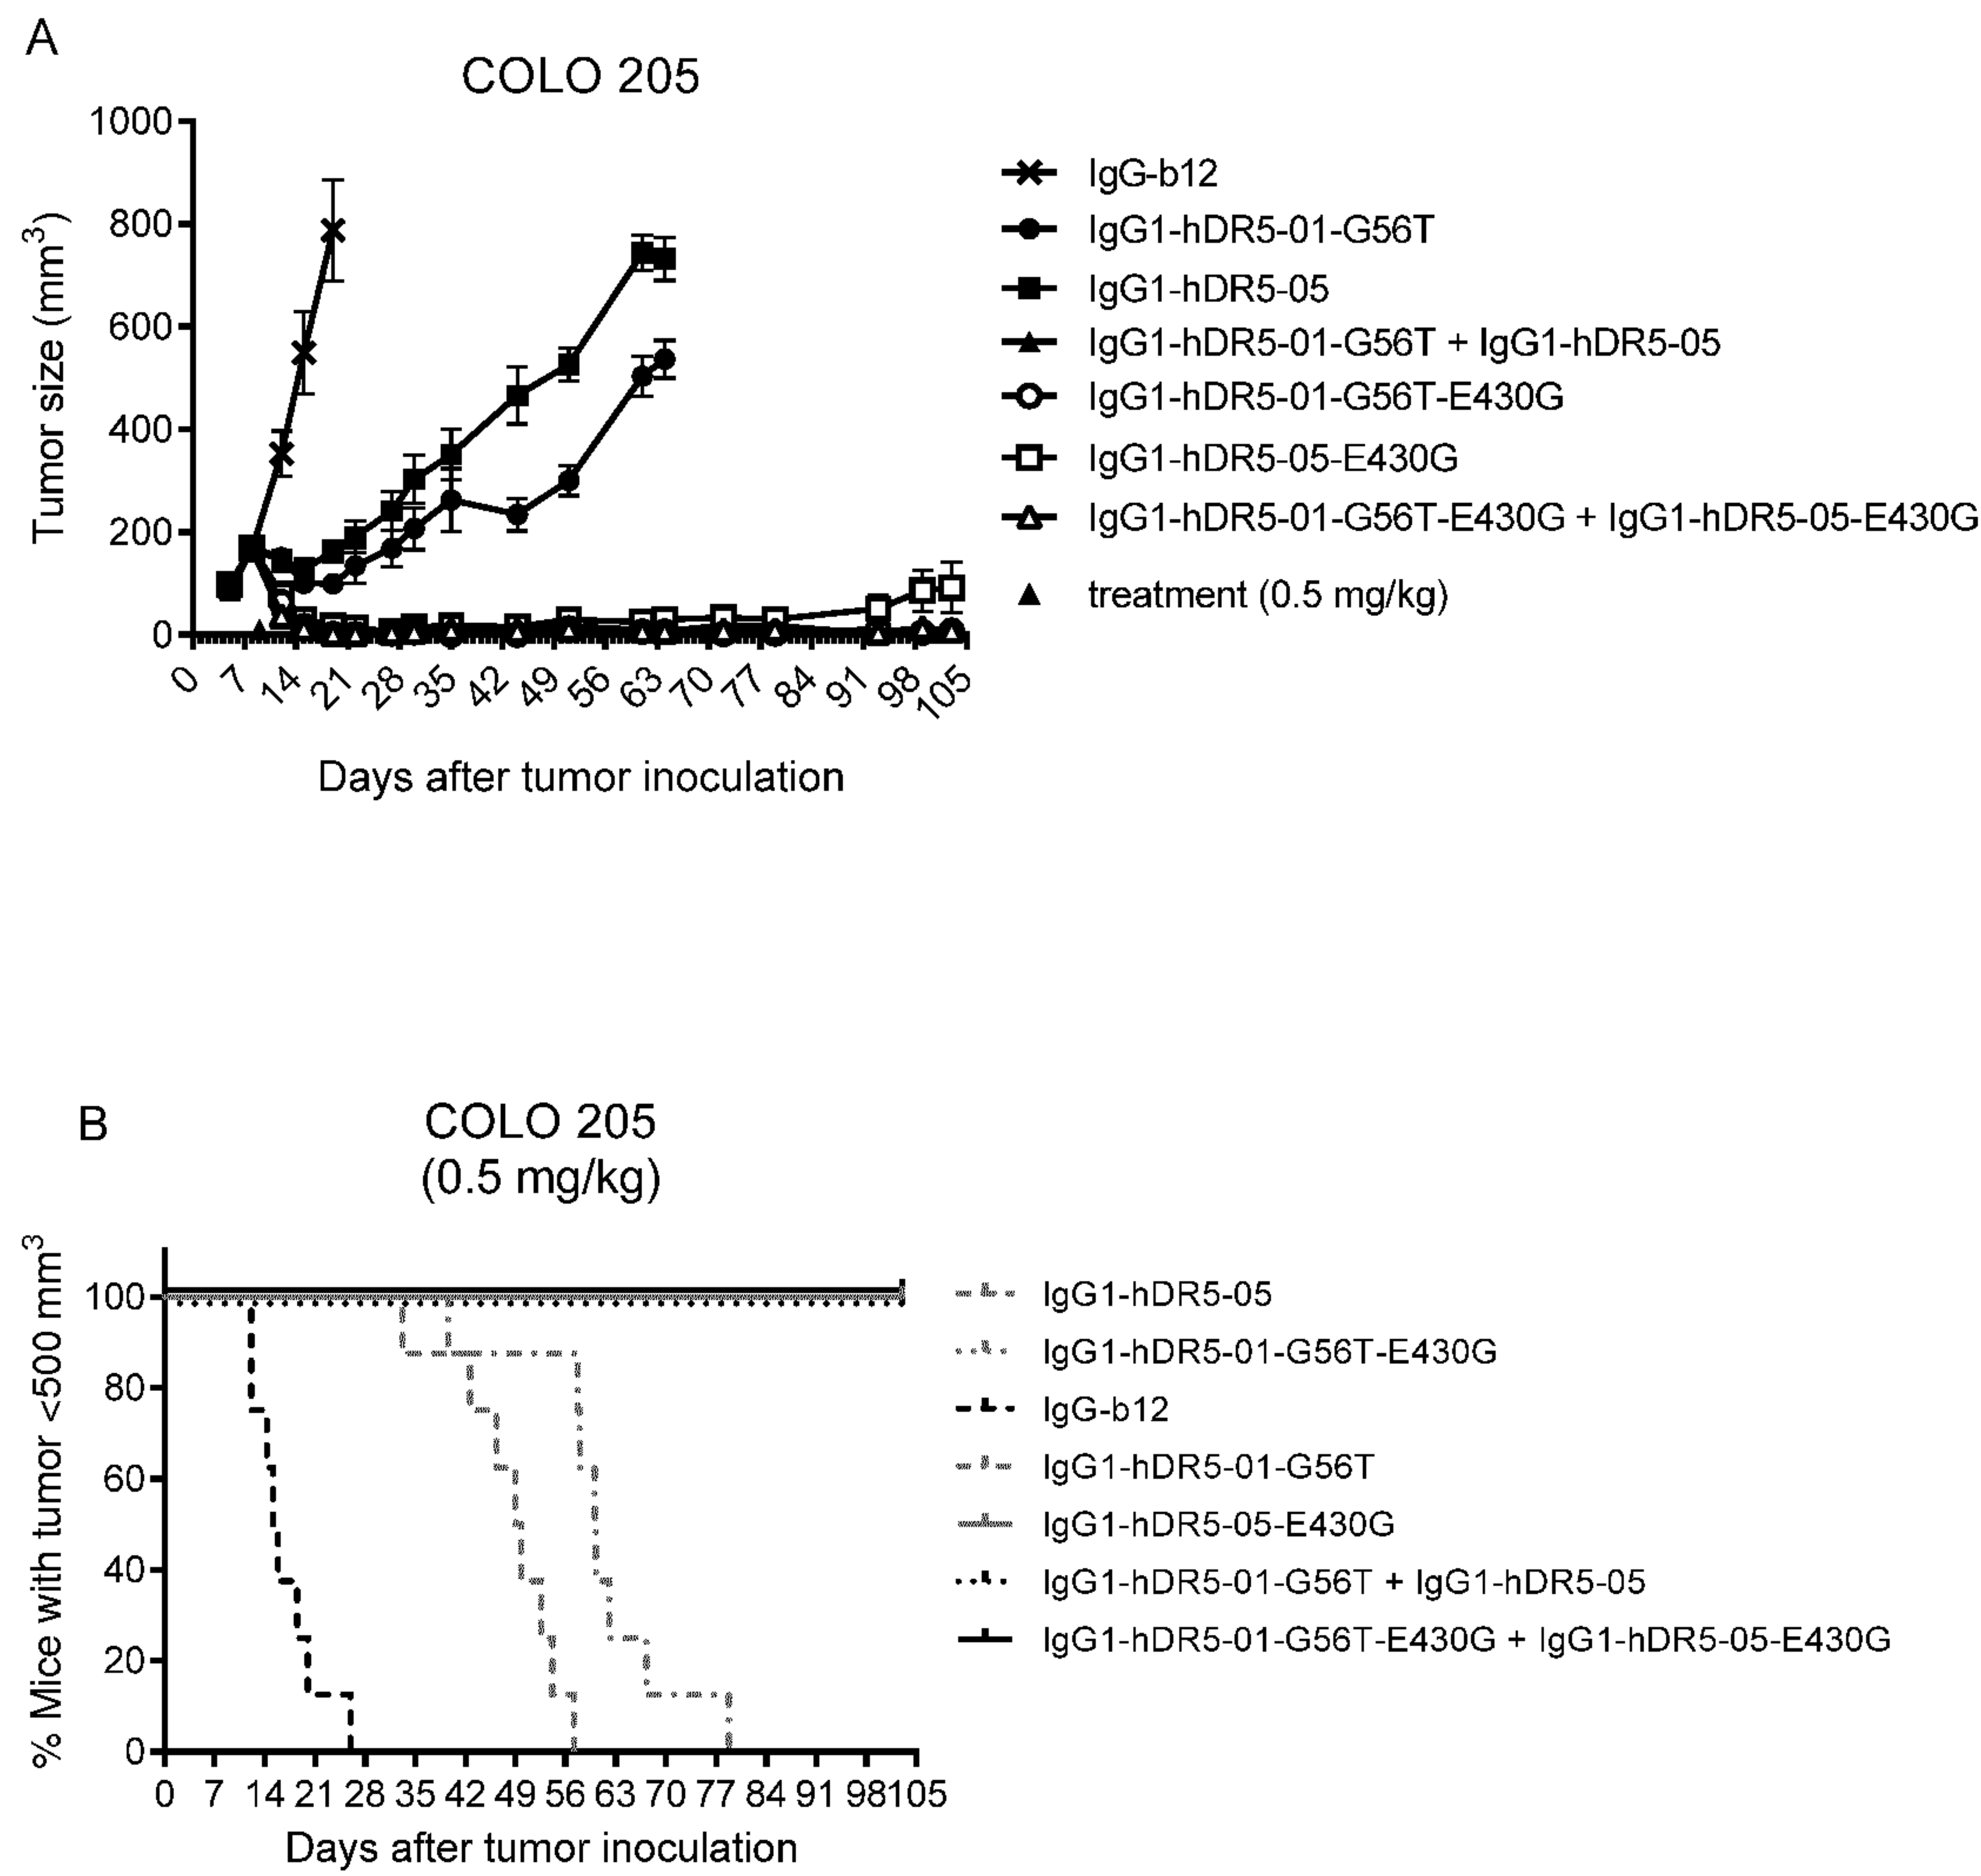 A
COLO 205
Tumor size (mm³)
1000
800
600
400
200
0
0 7 14 21 28 35 42 49 56 63 70 77 84 91 98 105
Days after tumor inoculation
IgG-b12
IgG1-hDR5-01-G56T
IgG1-hDR5-05
IgG1-hDR5-01-G56T + IgG1-hDR5-05
IgG1-hDR5-01-G56T-E430G
IgG1-hDR5-05-E430G
IgG1-hDR5-01-G56T-E430G + IgG1-hDR5-05-E430G
treatment (0.5 mg/kg)
B
COLO 205
(0.5 mg/kg)
% Mice with tumor <500 mm³
100
80
60
40
20
0
0 7 14 21 28 35 42 49 56 63 70 77 84 91 98 105
Days after tumor inoculation
IgG1-hDR5-05
IgG1-hDR5-01-G56T-E430G
IgG-b12
IgG1-hDR5-01-G56T
IgG1-hDR5-05-E430G
IgG1-hDR5-01-G56T + IgG1-hDR5-05
IgG1-hDR5-01-G56T-E430G + IgG1-hDR5-05-E430G